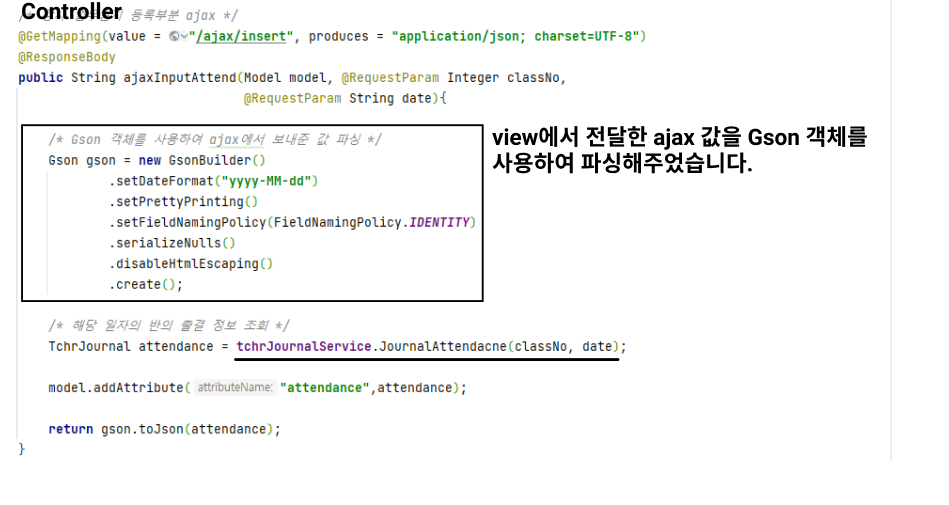 Controller
등록부분 ajax */
@GetMapping(value = "/ajax/insert", produces = "application/json; charset=UTF-8")
@ResponseBody
public String ajaxInputAttend(Model model, @RequestParam Integer classNo,
@RequestParam String date){
/* Gson 객체를 사용하여 ajax에서 보내준 값 파싱 */
Gson gson = new GsonBuilder()
.setDateFormat("yyyy-MM-dd")
.setPrettyPrinting()
.setFieldNamingPolicy(FieldNamingPolicy.IDENTITY)
.serializeNulls()
.disableHtmlEscaping()
.create();
view에서 전달한 ajax 값을 Gson 객체를
사용하여 파싱해주었습니다.
/* 해당 일자의 반의 출결 정보 조회 */
TchrJournal attendance = tchrJournalService.JournalAttendacne(classNo, date);
model.addAttribute( attributeName: "attendance",attendance);
return gson.toJson(attendance);
}